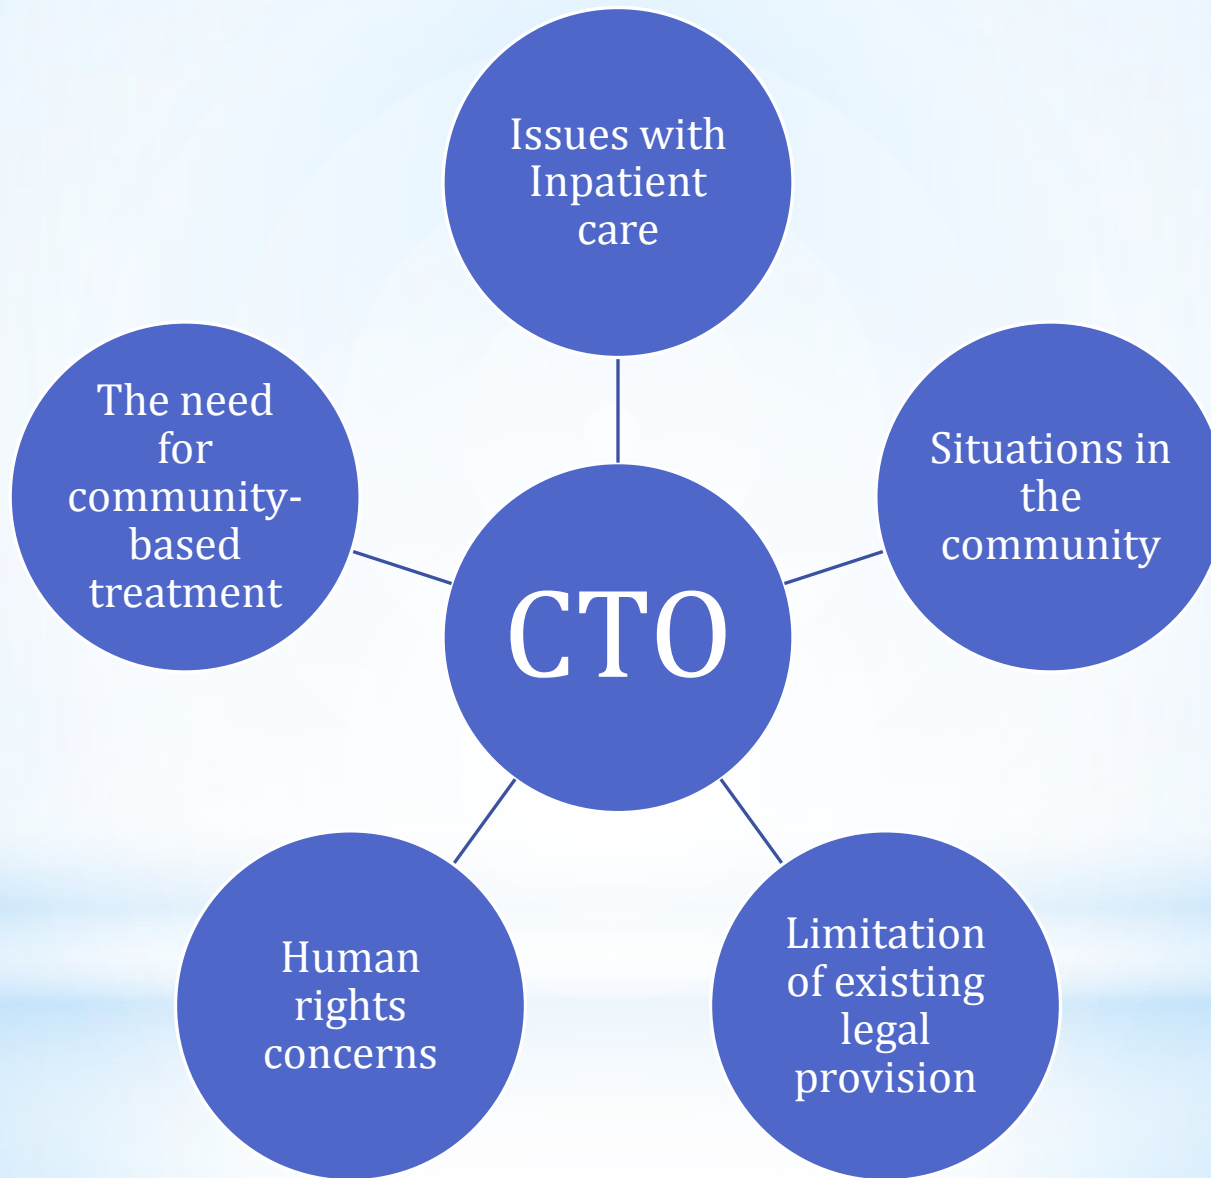 Issues with
Inpatient
care
The need
for
community-
based
treatment
Situations in
the
community
CTO
Human
rights
concerns
Limitation
of existing
legal
provision